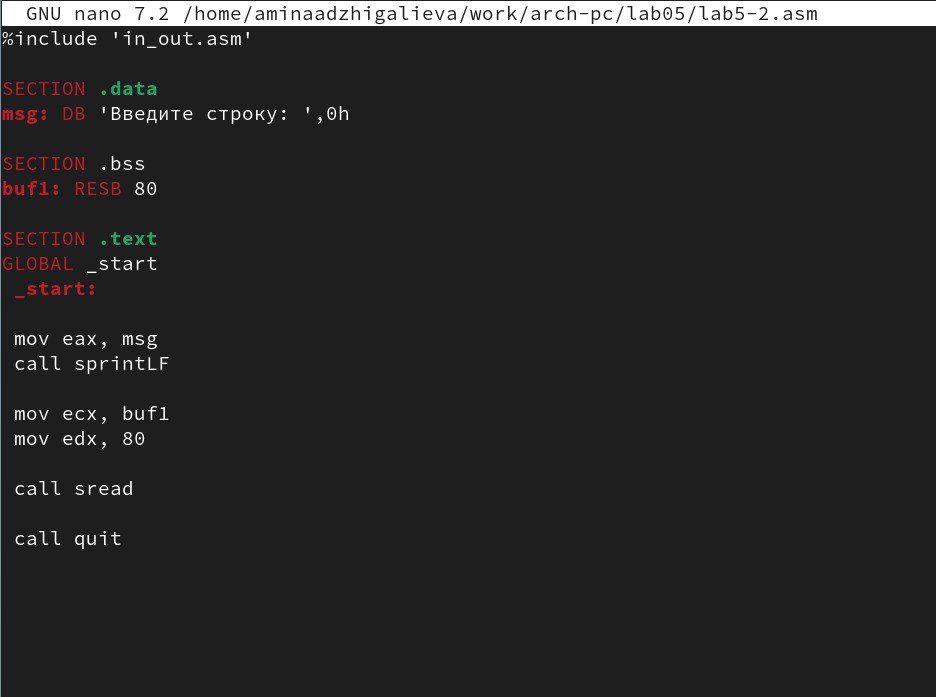 GNU nano 7.2 /home/aminaadzhigalieva/work/arch-pc/lab05/lab5-2.asm
%include 'in_out.asm'
SECTION .data
msg: DB 'Введите строку: ',0h
SECTION .bss
buf1: RESB 80
SECTION .text
GLOBAL _start
_start:
mov eax, msg
call sprintLF
mov ecx, buf1
mov edx, 80
call sread
call quit